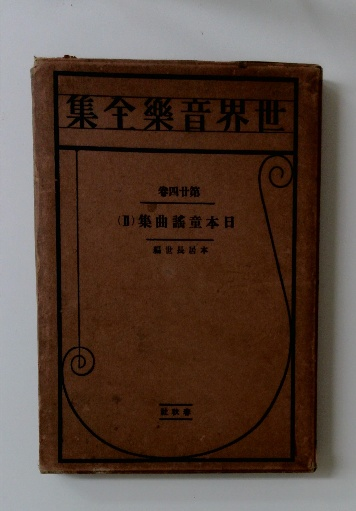 世界音樂全集
第廿四卷
日本童謠曲集(Ⅱ)
本居長世編
春秋社